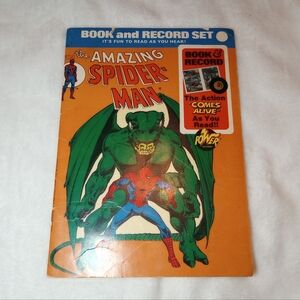 BOOK and RECORD SET
IT'S FUN TO READ AS YOU HEAR!
THE AMAZING
SPIDER-
MAN
BOOK &
RECORD
The Action
COMES
ALIVE
As You
Read!!
POWER